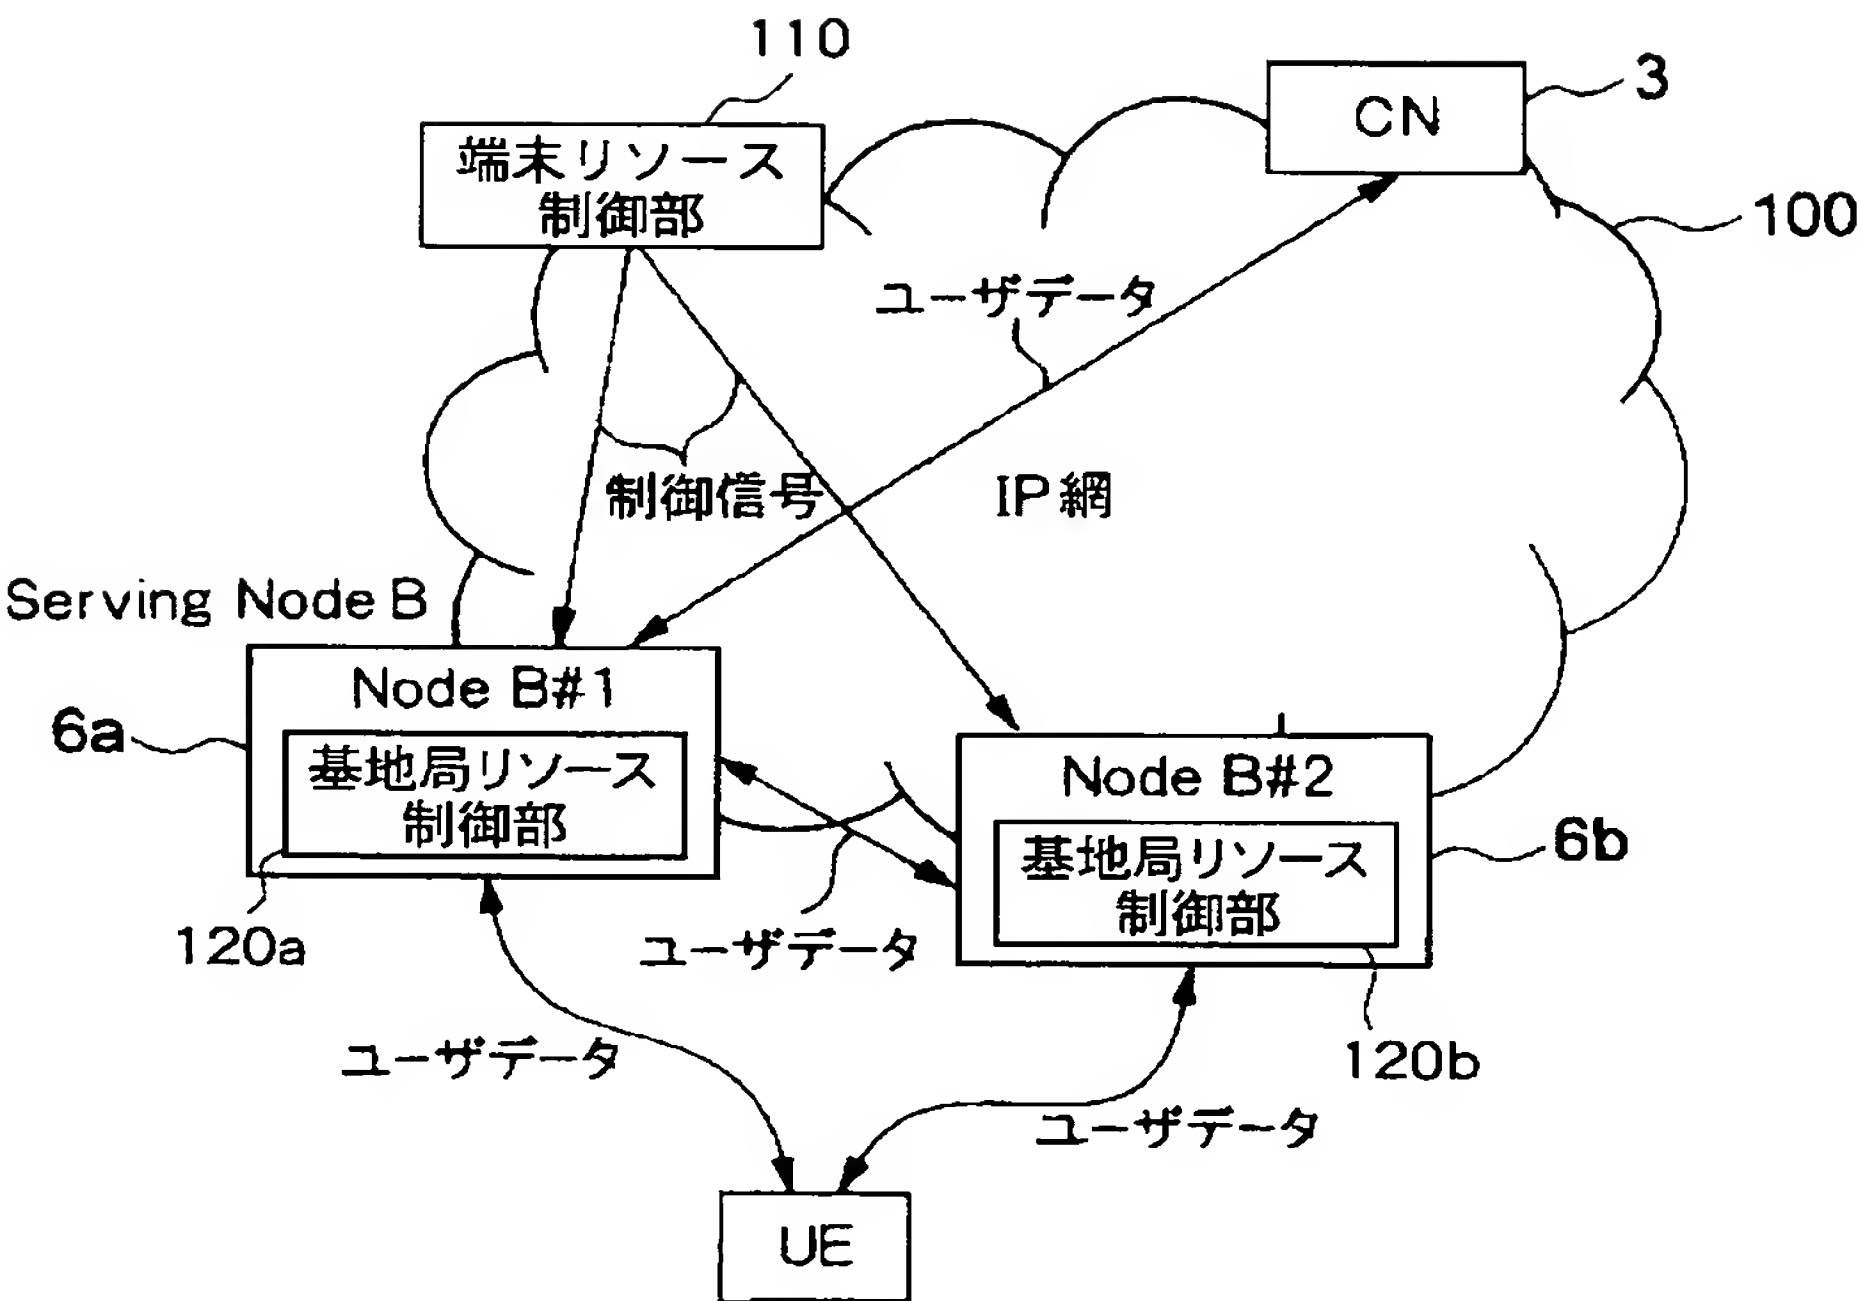 110
3
CN
端末リソース
制御部
100
ユーザデータ
制御信号
IP網
Serving Node B
Node B#1
6a
基地局リソース
制御部
Node B#2
6b
基地局リソース
制御部
120a
ユーザデータ
ユーザデータ
120b
ユーザデータ
UE